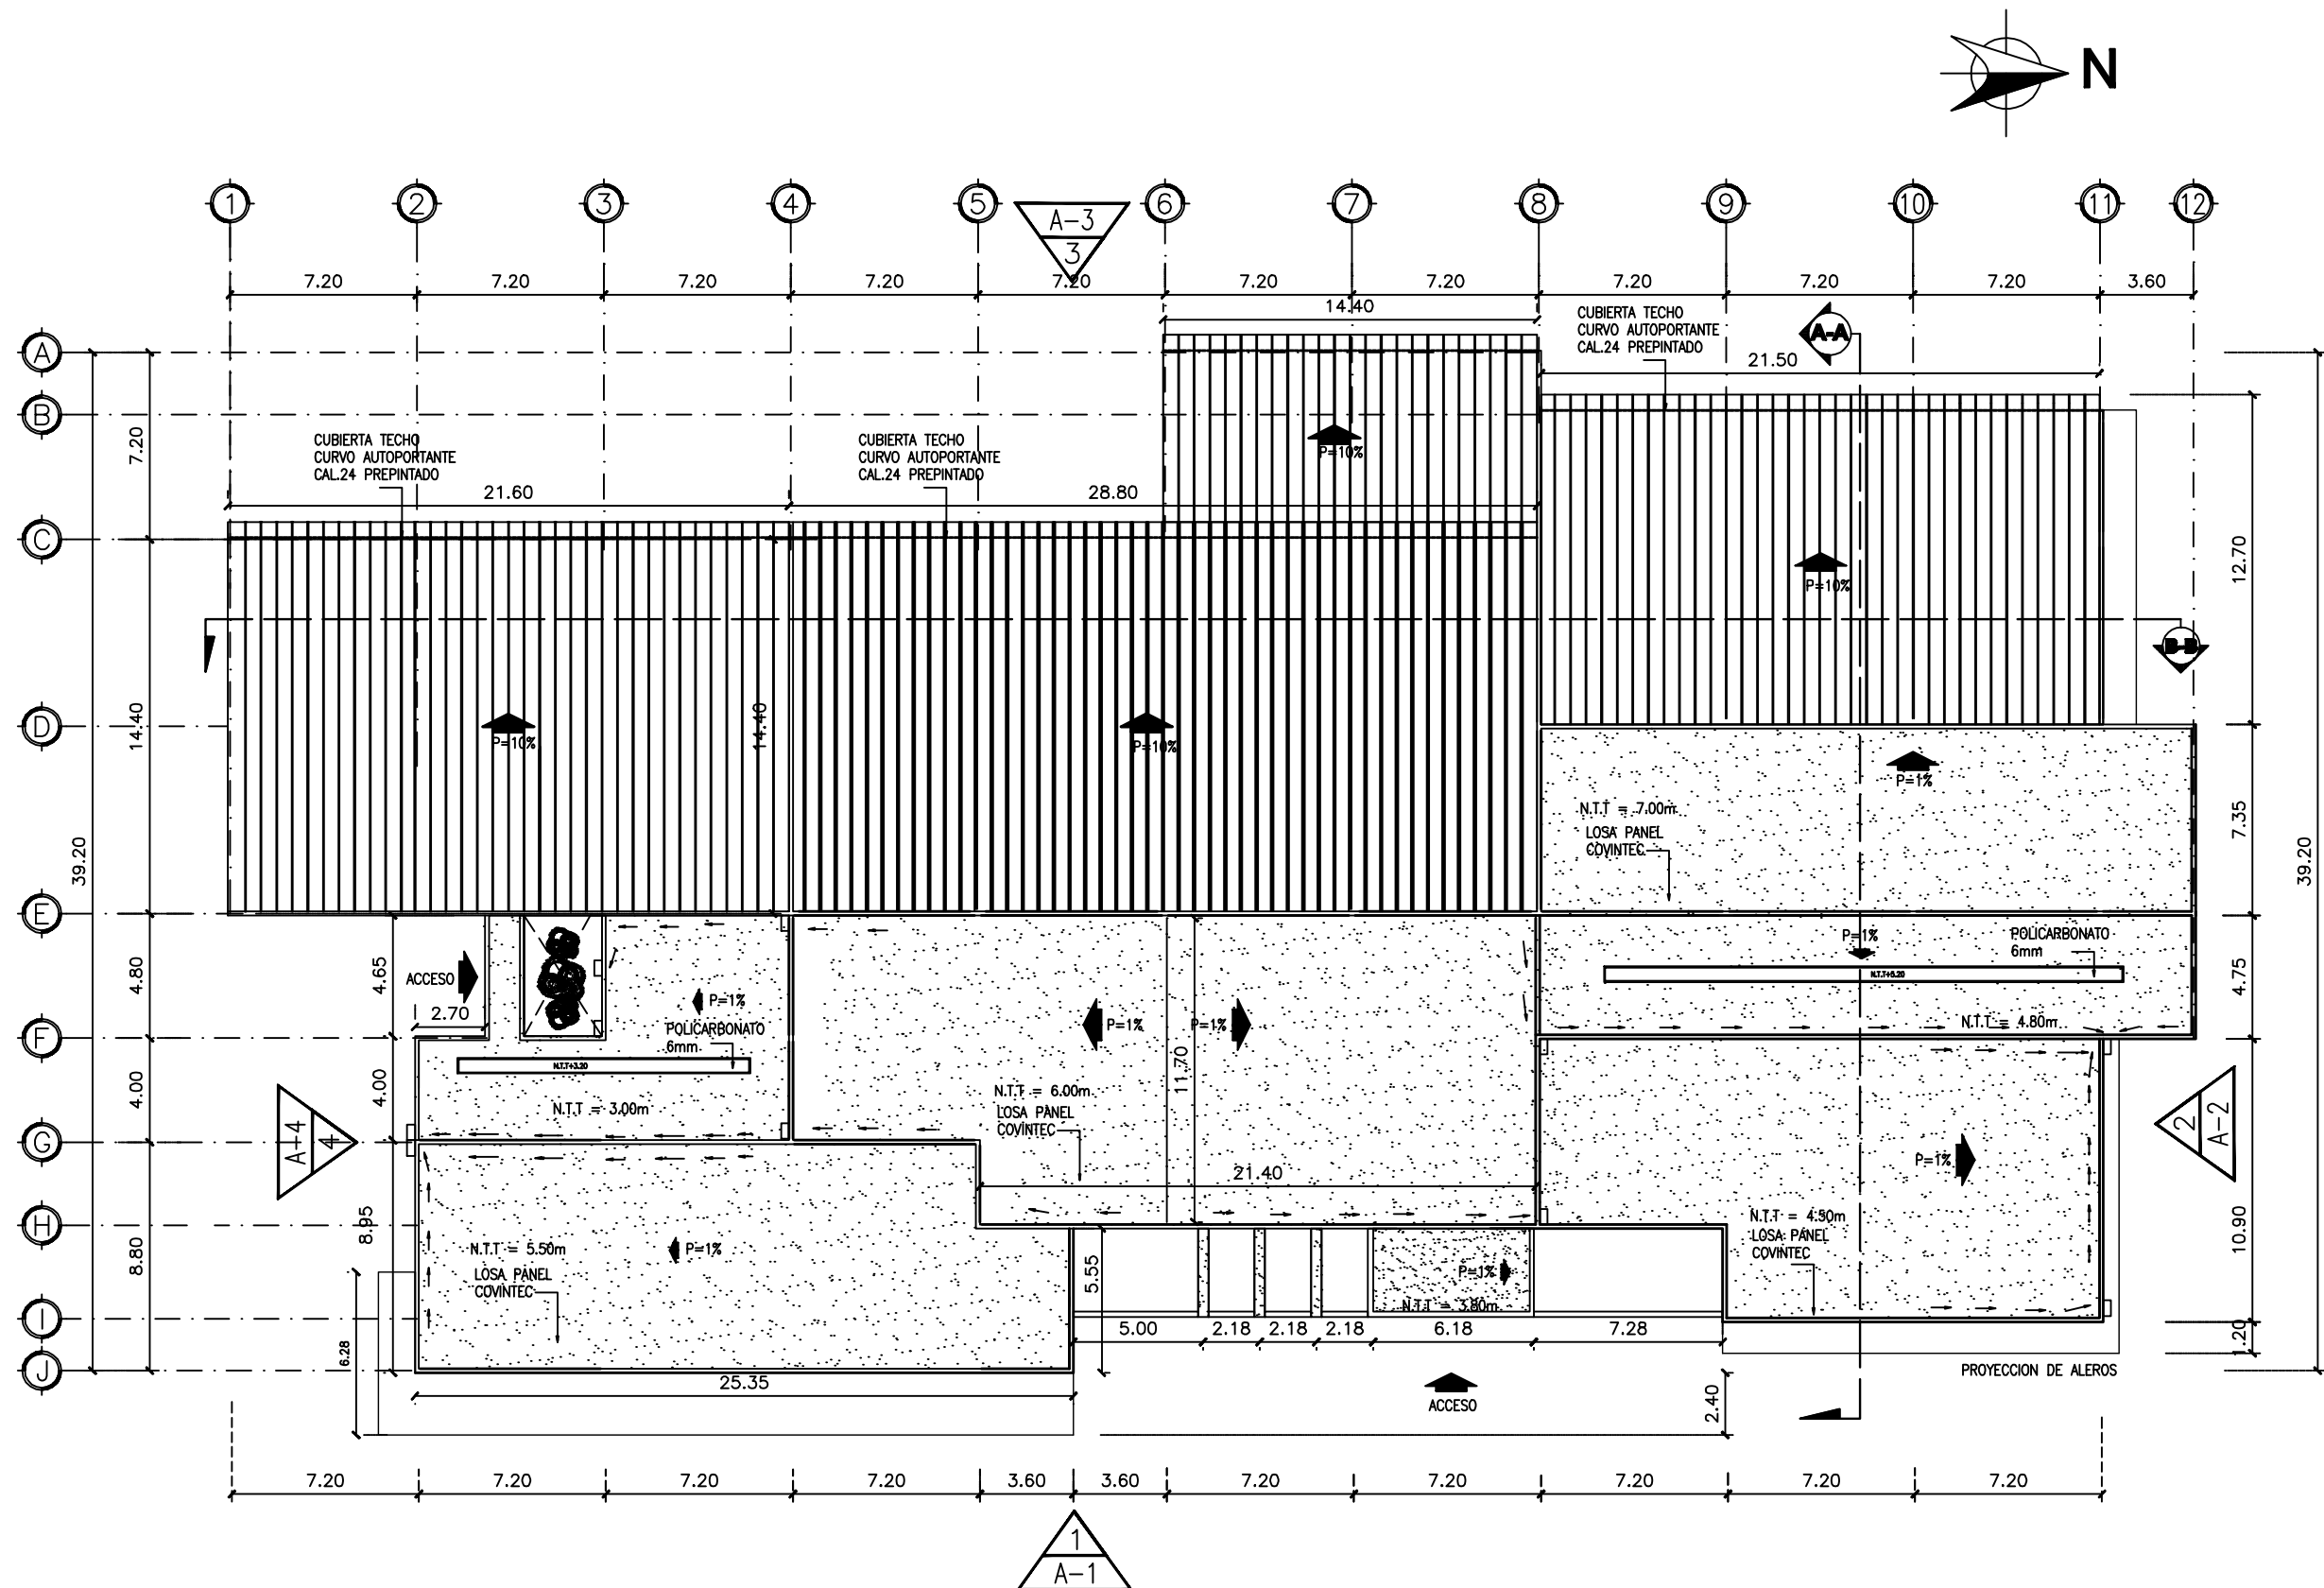 N
1 2 3 4 5 6 7 8 9 10 11 12
A-3
3
7.20 7.20 7.20 7.20 7.20 7.20 7.20 7.20 7.20 7.20 3.60
14.40
CUBIERTA TECHO
CURVO AUTOPORTANTE
CAL.24 PREPINTADO
A-A
21.50
A
B
C
D
E
F
G
H
I
J
39.20
7.20
14.40
4.80
4.00
8.80
CUBIERTA TECHO
CURVO AUTOPORTANTE
CAL.24 PREPINTADO
21.60
CUBIERTA TECHO
CURVO AUTOPORTANTE
CAL.24 PREPINTADO
28.80
P=10%
P=10%
P=10%
P=10%
14.40
B-B
12.70
7.35
4.75
10.90
1.20
39.20
P=1%
N.T.T = 7.00m
LOSA PANEL
COVINTEC
P=1%
POLICARBONATO
6mm
N.T.T+5.20
N.T.T = 4.80m
4.65
4.00
8.95
6.28
ACCESO
2.70
P=1%
POLICARBONATO
6mm
N.T.T+3.20
N.T.T = 3.00m
P=1%
P=1%
11.70
N.T.T = 6.00m
LOSA PANEL
COVINTEC
21.40
A-4
4
2
A-2
P=1%
N.T.T = 4.50m
LOSA PANEL
COVINTEC
N.T.T = 5.50m
LOSA PANEL
COVINTEC
P=1%
5.55
P=1%
N.T.T = 3.80m
5.00 2.18 2.18 2.18 6.18 7.28
25.35
ACCESO
2.40
PROYECCION DE ALEROS
7.20 7.20 7.20 7.20 3.60 3.60 7.20 7.20 7.20 7.20 7.20
1
A-1